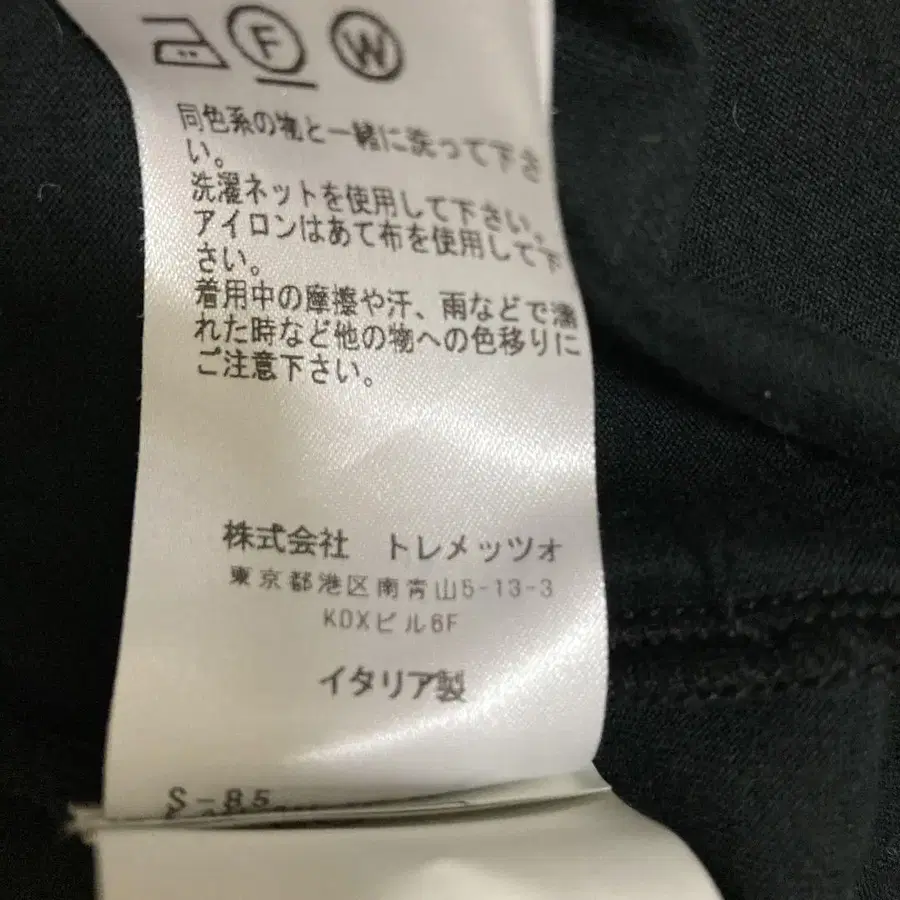 F W
同色系の物と一緒に洗って下さ
い。
洗濯ネットを使用して下さい。
アイロンはあて布を使用して下
さい。
着用中の摩擦や汗、雨などで濡
れた時など他の物への色移りに
ご注意下さい。
株式会社 トレメッツォ
東京都港区南青山5-13-3
KDXビル6F
イタリア製
S-85